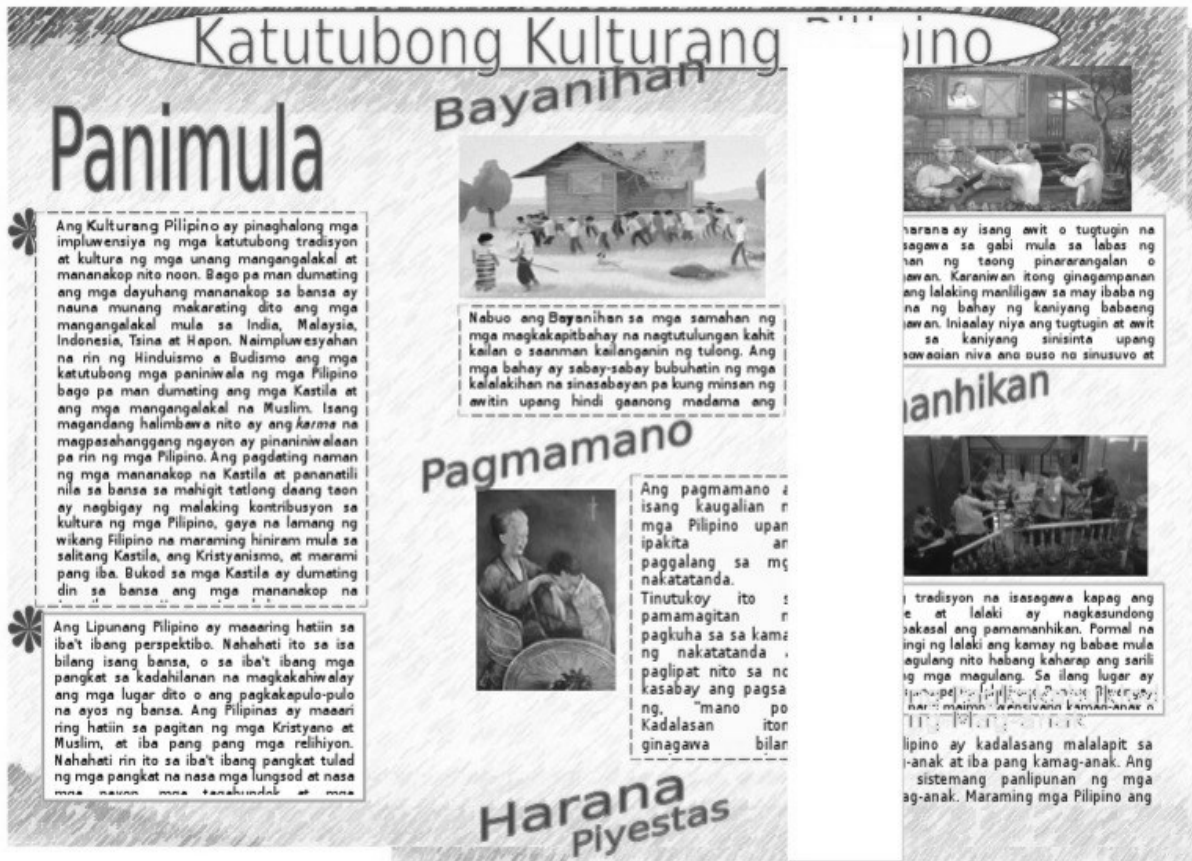 Katutubong Kulturang
Panimula
Ang Kulturang Pilipino ay pinaghalong mga
impluwensiya ng mga katutubong tradisyon
at kultura ng mga unang mangangalakal at
mananakop nito noon. Bago pa man dumating
ang mga dayuhang mananakop sa bansa ay
nauna munang makarating dito ang mga
mangangalakal mula sa India, Malaysia,
Indonesia, Tsina at Hapon. Naimpluwesyahan
na rin ng Hinduismo a Budismo ang mga
katutubong mga paniniwala ng mga Pilipino
bago pa man dumating ang mga Kastila at
ang mga mangangalakal na Muslim. Isang
magandang halimbawa nito ay ang karma na
magpasahanggang ngayon ay pinaniniwalaan
pa rin ng mga Pilipino. Ang pagdating naman
ng mga mananakop na Kastila at pananatili
nila sa bansa sa mahigit tatlong daang taon
ay nagbigay ng malaking kontribusyon sa
kultura ng mga Pilipino, gaya na lamang ng
wikang Filipino na maraming hiniram mula sa
salitang Kastila, ang Kristyanismo, at marami
pang iba. Bukod sa mga Kastila ay dumating
din sa bansa ang mga mananakop na
Ang Lipunang Pilipino ay maaaring hatiin sa
iba't ibang perspektibo. Nahahati ito sa isa
bilang isang bansa, o sa iba't ibang mga
pangkat sa kadahilanan na magkakahiwalay
ang mga lugar dito o ang pagkakapulo-pulo
na ayos ng bansa. Ang Pilipinas ay maaari
ring hatiin sa pagitan ng mga Kristyano at
Muslim, at iba pang pang mga relihiyon.
Nahahati rin ito sa iba't ibang pangkat tulad
ng mga pangkat na nasa mga lungsod at nasa
mga nayon, mga tagabundok at mga
Bayanihan
Nabuo ang Bayanihan sa mga samahan ng
mga magkakapitbahay na nagtutulungan kahit
kailan o saanman kailanganin ng tulong. Ang
mga bahay ay sabay-sabay bubuhatin ng mga
kalalakihan na sinasabayan pa kung minsan ng
awitin upang hindi gaanong madama ang
Pagmamano
Ang pagmamano
isang kaugalian
mga Pilipino upan
ipakita an
paggalang sa mg
nakatatanda.
Tinutukoy ito
pamamagitan
pagkuha sa sa kama
ng nakatatanda
paglipat nito sa no
kasabay ang pagsa
ng, "mano po
Kadalasan iton
ginagawa bilan
Harana
Piyestas
harana ay isang awit o tugtugin na
sagawa sa gabi mula sa labas ng
han ng taong pinararangalan o
gawan. Karaniwan itong ginagampanan
ang lalaking manliligaw sa may ibaba ng
na ng bahay ng kaniyang babaeng
gawan. Iniaalay niya ang tugtugin at awit
sa kaniyang sinisinta upang
ang puso ng sinusuyo at
anhikan
tradisyon na isasagawa kapag ang
e at lalaki ay nagkasundong
pakasal ang pamamanhikan. Pormal na
ingi ng lalaki ang kamay ng babae mula
agulang nito habang kaharap ang sarili
g mga magulang. Sa ilang lugar ay
kamag-anak o
lipino ay kadalasang malalapit sa
-anak at iba pang kamag-anak. Ang
sistemang panlipunan ng mga
ag-anak. Maraming mga Pilipino ang